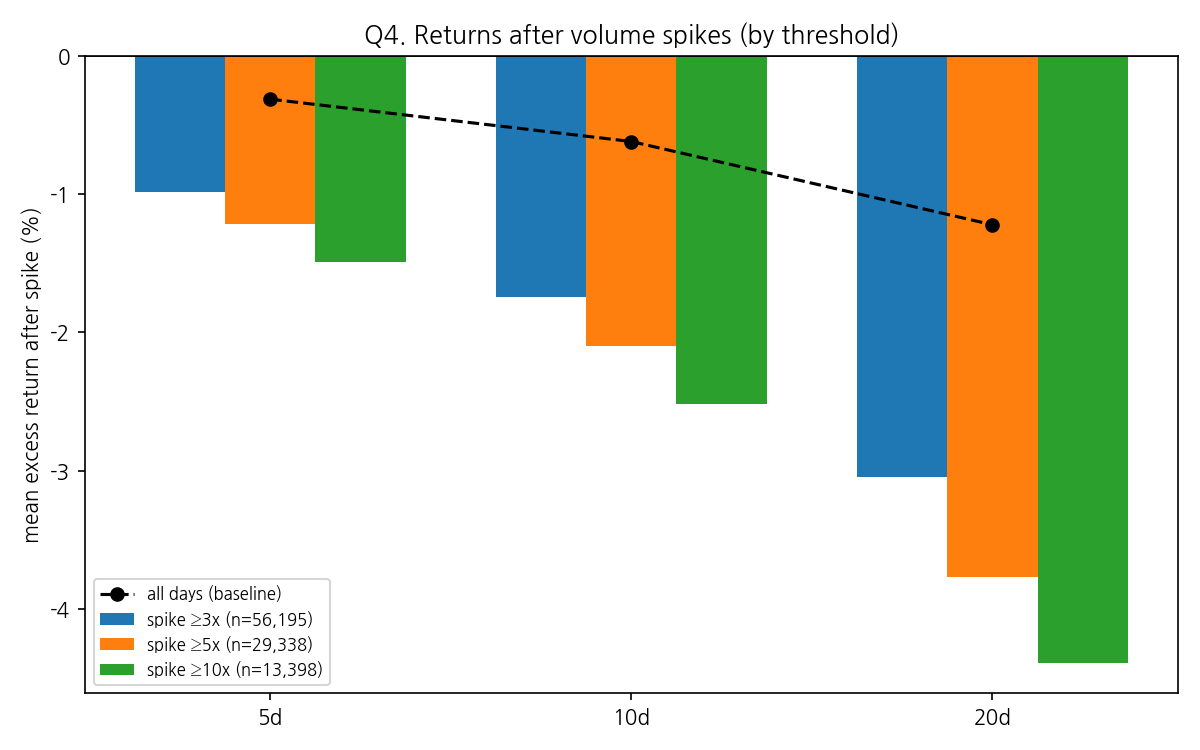 Q4. Returns after volume spikes (by threshold)
mean excess return after spike (%)
0
-1
-2
-3
-4
all days (baseline)
spike ≥3x (n=56,195)
spike ≥5x (n=29,338)
spike ≥10x (n=13,398)
5d
10d
20d